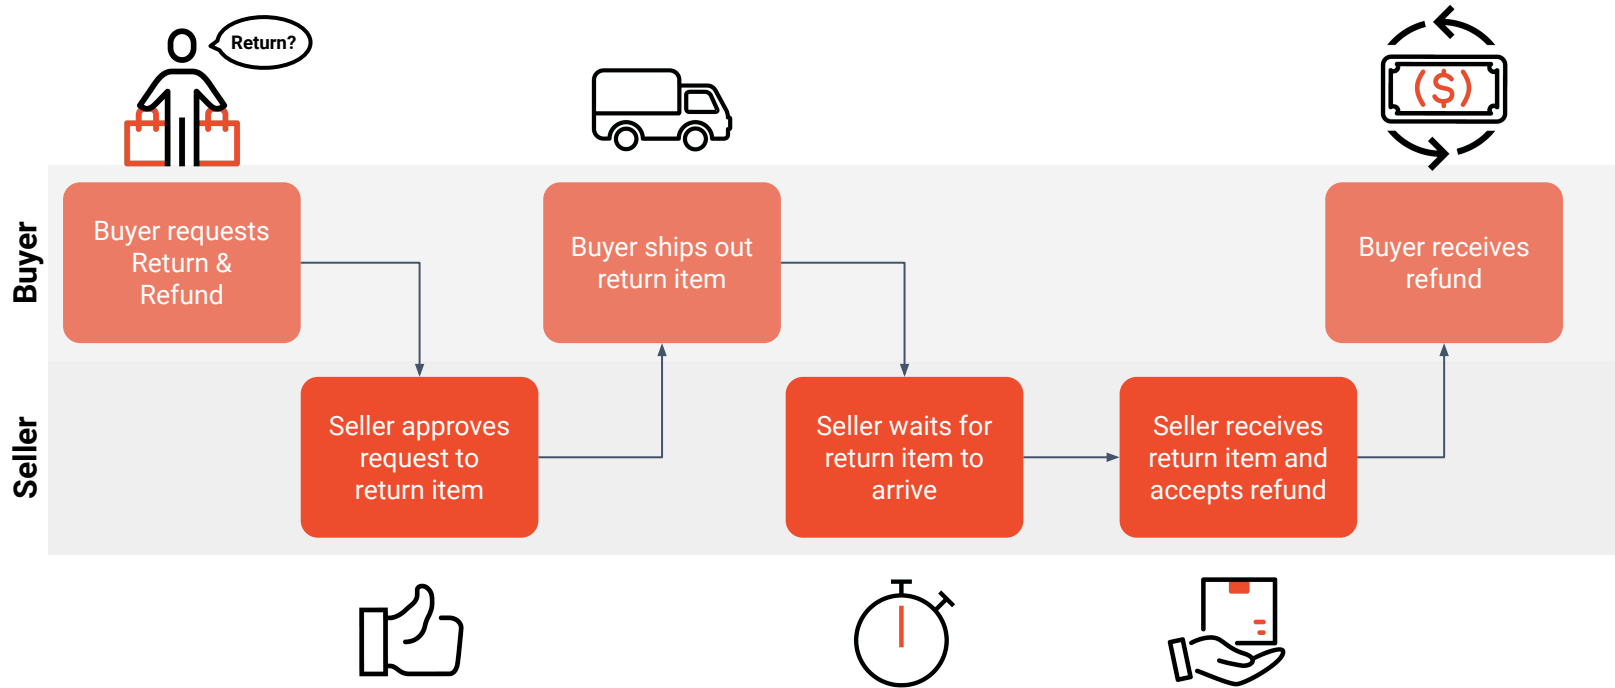 Return?
Buyer
Buyer requests
Return &
Refund
Buyer ships out
return item
Buyer receives
refund
Seller
Seller approves
request to
return item
Seller waits for
return item to
arrive
Seller receives
return item and
accepts refund
($)